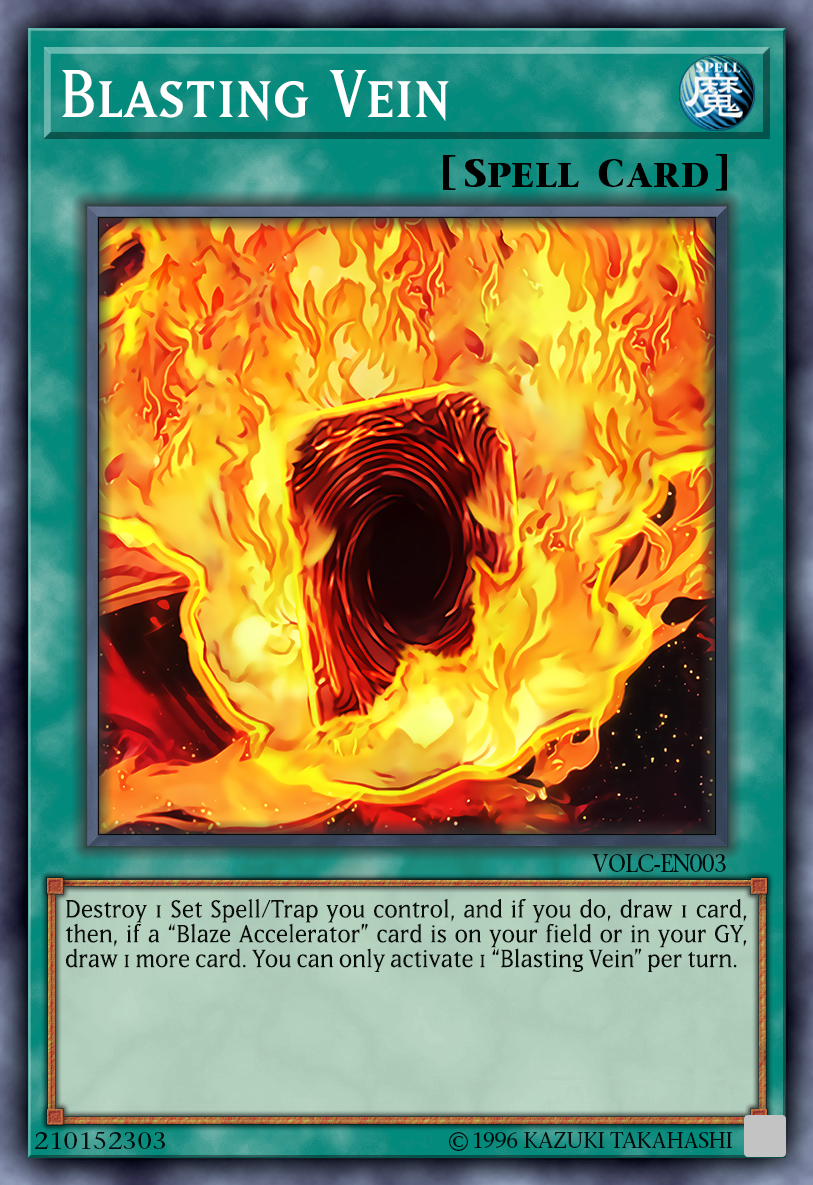 Blasting Vein
SPELL
魔
[Spell Card]
VOLC-EN003
Destroy 1 Set Spell/Trap you control, and if you do, draw 1 card,
then, if a “Blaze Accelerator” card is on your field or in your GY,
draw 1 more card. You can only activate 1 “Blasting Vein” per turn.
210152303
© 1996 KAZUKI TAKAHASHI